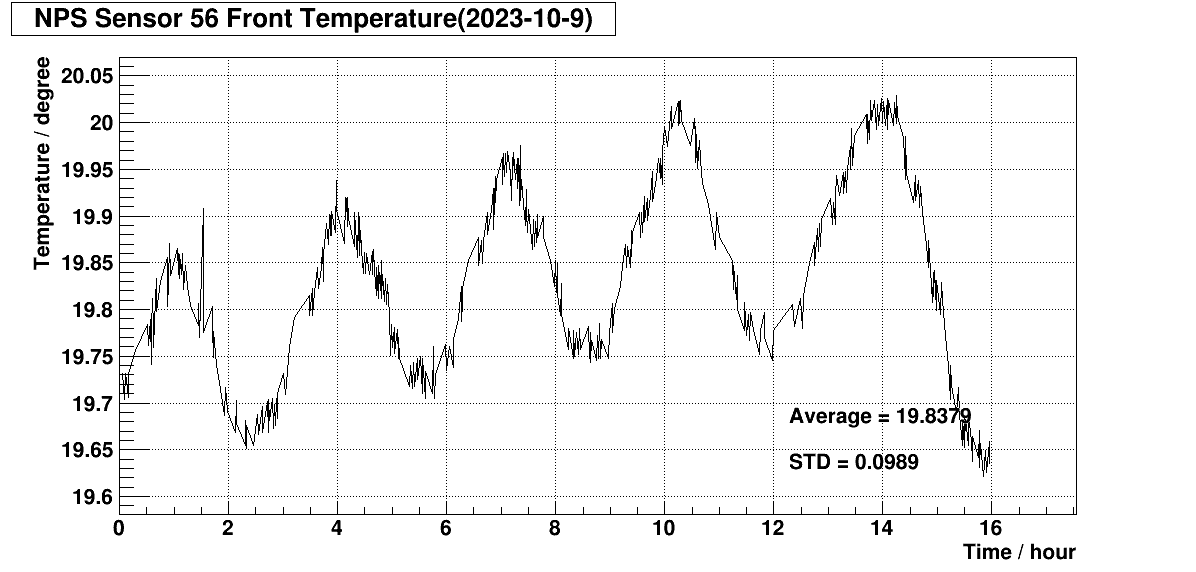 NPS Sensor 56 Front Temperature(2023-10-9)
Temperature / degree
20.05
20
19.95
19.9
19.85
19.8
19.75
19.7
19.65
19.6
Average = 19.8379
STD = 0.0989
0 2 4 6 8 10 12 14 16
Time / hour